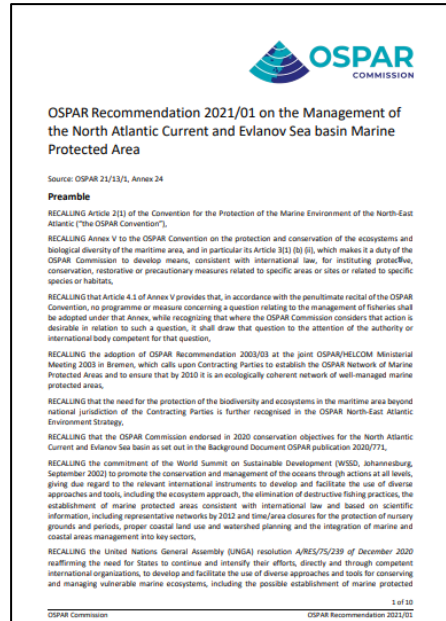 OSPAR
COMMISSION
OSPAR Recommendation 2021/01 on the Management of
the North Atlantic Current and Evlanov Sea basin Marine
Protected Area
Source: OSPAR 21/13/1, Annex 24
Preamble
RECALLING Article 2(1) of the Convention for the Protection of the Marine Environment of the North-East
Atlantic ("the OSPAR Convention"),
RECALLING Annex V to the OSPAR Convention on the protection and conservation of the ecosystems and
biological diversity of the maritime area, and in particular its Article 3(1) (b) (ii), which makes it a duty of the
OSPAR Commission to develop means, consistent with international law, for instituting protective,
conservation, restorative or precautionary measures related to specific areas or sites or related to specific
species or habitats,
RECALLING that Article 4.1 of Annex V provides that, in accordance with the penultimate recital of the OSPAR
Convention, no programme or measure concerning a question relating to the management of fisheries shall
be adopted under that Annex, while recognizing that where the OSPAR Commission considers that action is
desirable in relation to such a question, it shall draw that question to the attention of the authority or
international body competent for that question,
RECALLING the adoption of OSPAR Recommendation 2003/03 at the joint OSPAR/HELCOM Ministerial
Meeting 2003 in Bremen, which calls upon Contracting Parties to establish the OSPAR Network of Marine
Protected Areas and to ensure that by 2010 it is an ecologically coherent network of well-managed marine
protected areas,
RECALLING that the need for the protection of the biodiversity and ecosystems in the maritime area beyond
national jurisdiction of the Contracting Parties is further recognised in the OSPAR North-East Atlantic
Environment Strategy,
RECALLING that the OSPAR Commission endorsed in 2020 conservation objectives for the North Atlantic
Current and Evlanov Sea basin as set out in the Background Document OSPAR publication 2020/771,
RECALLING the commitment of the World Summit on Sustainable Development (WSSD, Johannesburg,
September 2002) to promote the conservation and management of the oceans through actions at all levels,
giving due regard to the relevant international instruments to develop and facilitate the use of diverse
approaches and tools, including the ecosystem approach, the elimination of destructive fishing practices, the
establishment of marine protected areas consistent with international law and based on scientific
information, including representative networks by 2012 and time/area closures for the protection of nursery
grounds and periods, proper coastal land use and watershed planning and the integration of marine and
coastal areas management into key sectors,
RECALLING the United Nations General Assembly (UNGA) resolution A/RES/75/239 of December 2020
reaffirming the need for States to continue and intensify their efforts, directly and through competent
international organizations, to develop and facilitate the use of diverse approaches and tools for conserving
and managing vulnerable marine ecosystems, including the possible establishment of marine protected
1 of 10
OSPAR Commission OSPAR Recommendation 2021/01